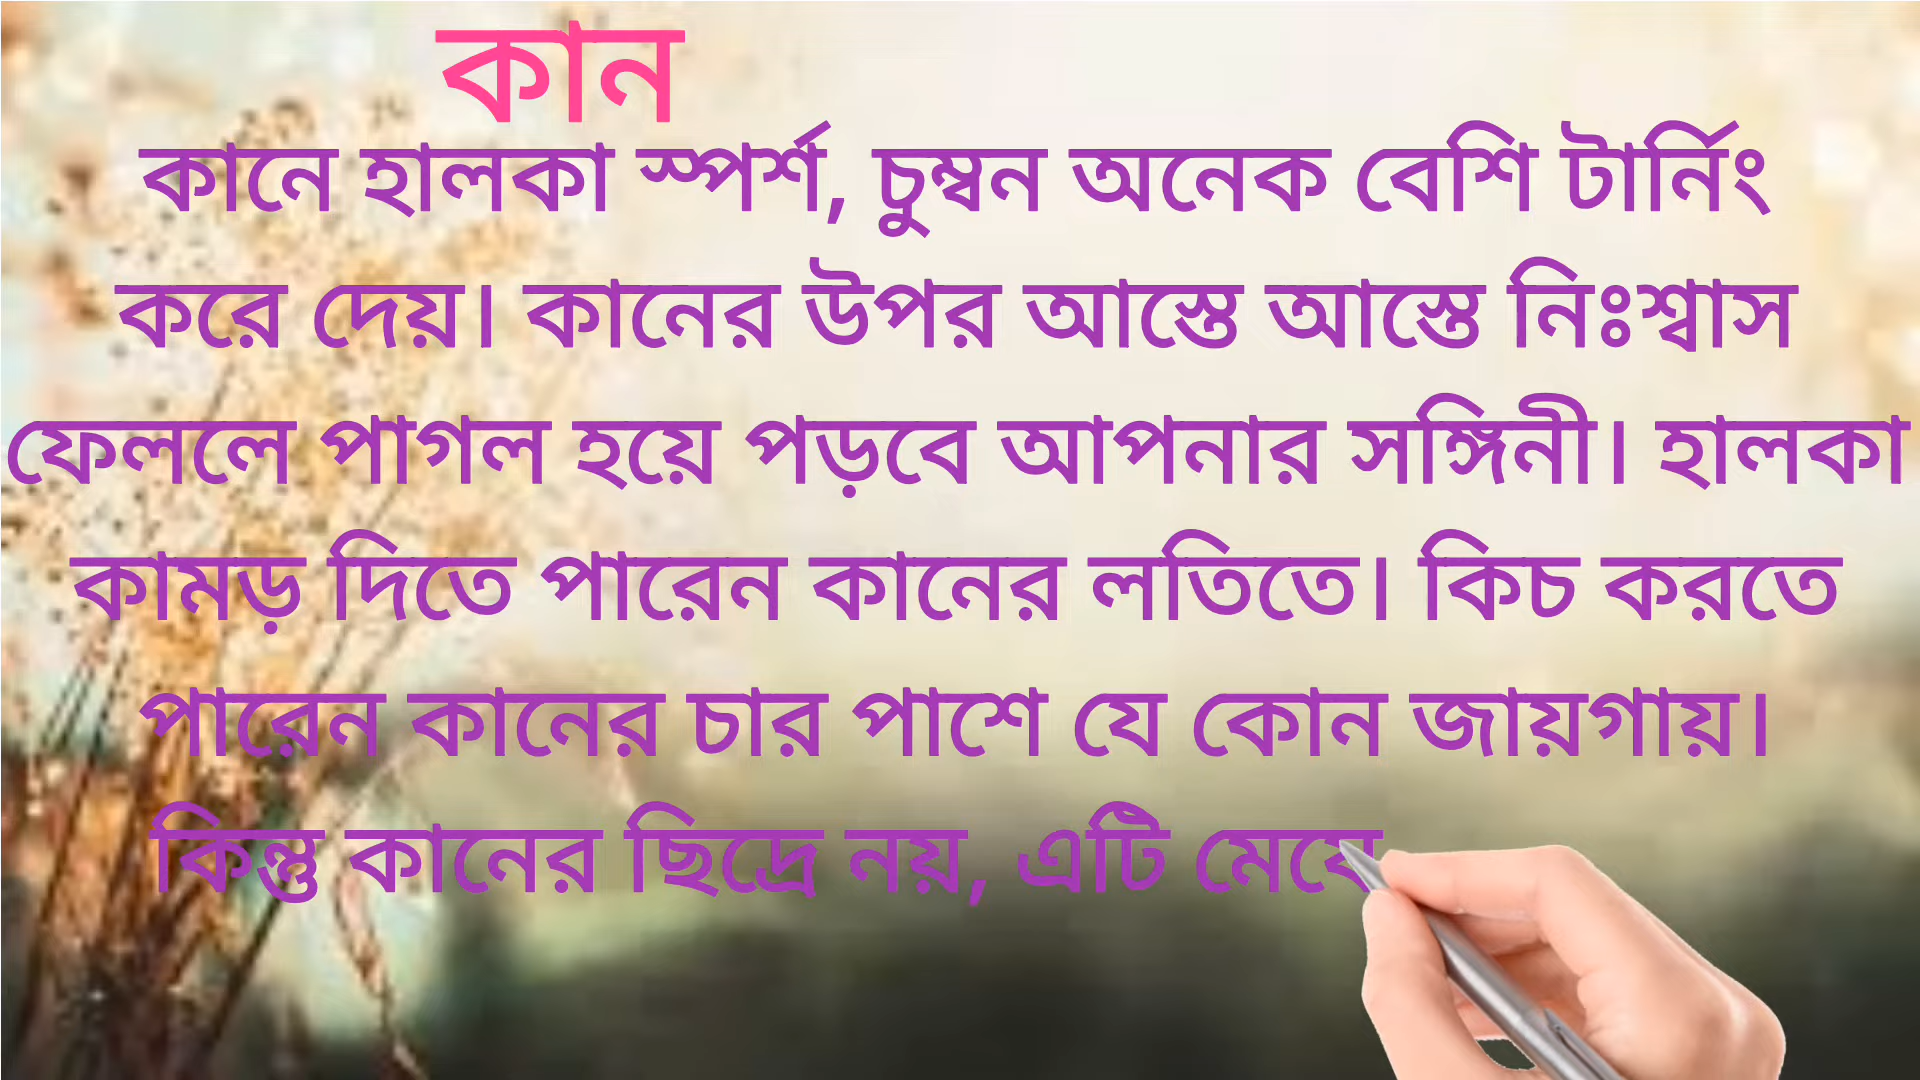 কান
কানে হালকা স্পর্শ, চুম্বন অনেক বেশি টার্নিং
করে দেয়। কানের উপর আস্তে আস্তে নিঃশ্বাস
ফেললে পাগল হয়ে পড়বে আপনার সঙ্গিনী। হালকা
কামড় দিতে পারেন কানের লতিতে। কিচ করতে
পারেন কানের চার পাশে যে কোন জায়গায়।
কিন্তু কানের ছিদ্রে নয়, এটি